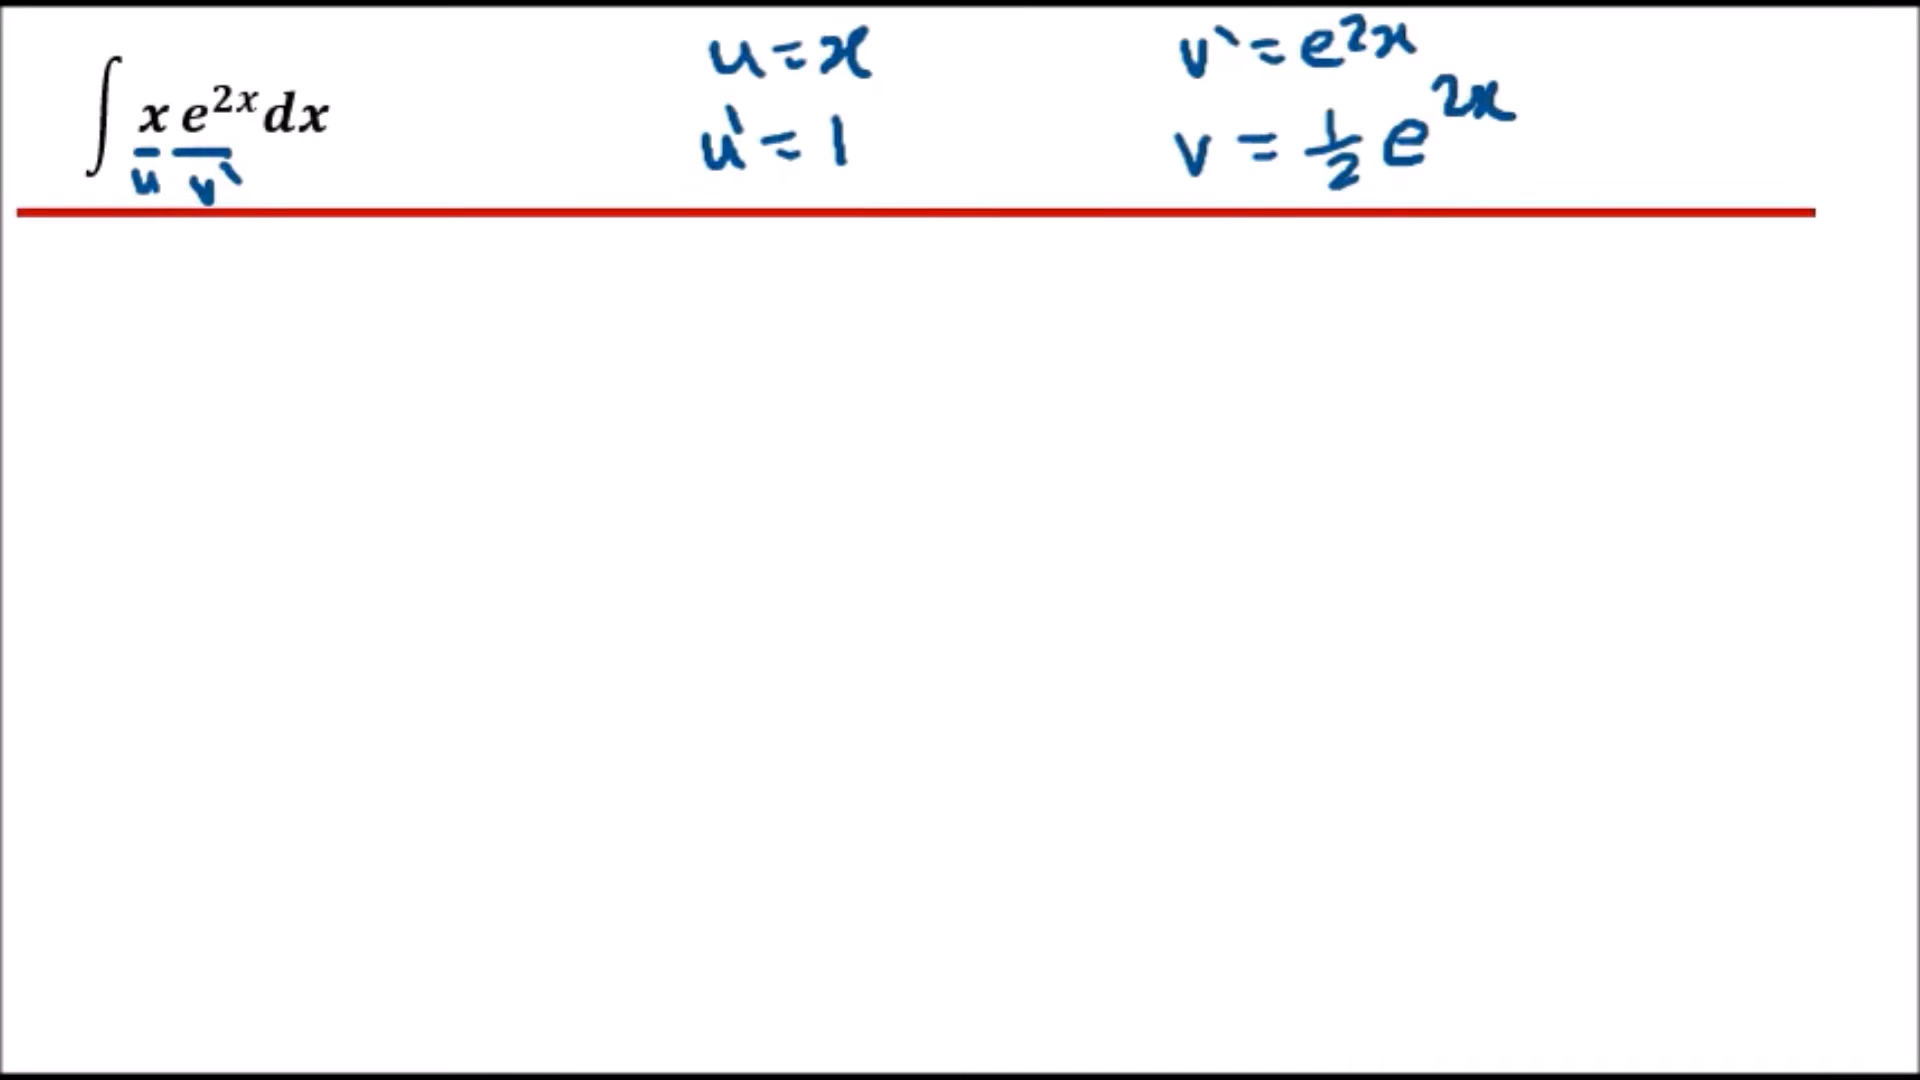 ∫ x e^{2x} dx
u v'
u = x
u' = 1
v' = e^{2x}
v = 1/2 e^{2x}